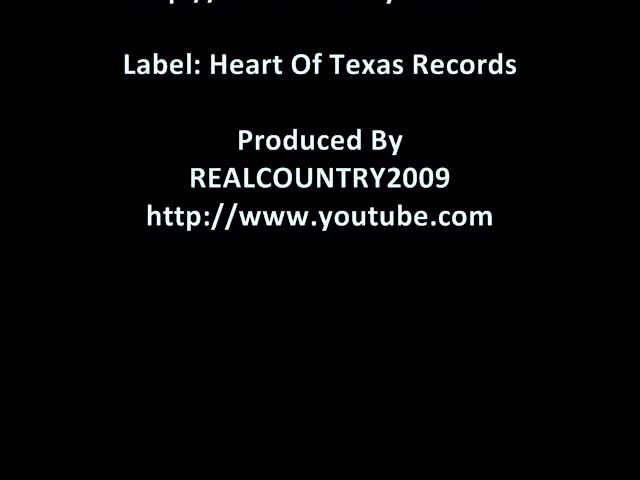 Label: Heart Of Texas Records
Produced By
REALCOUNTRY2009
http://www.youtube.com